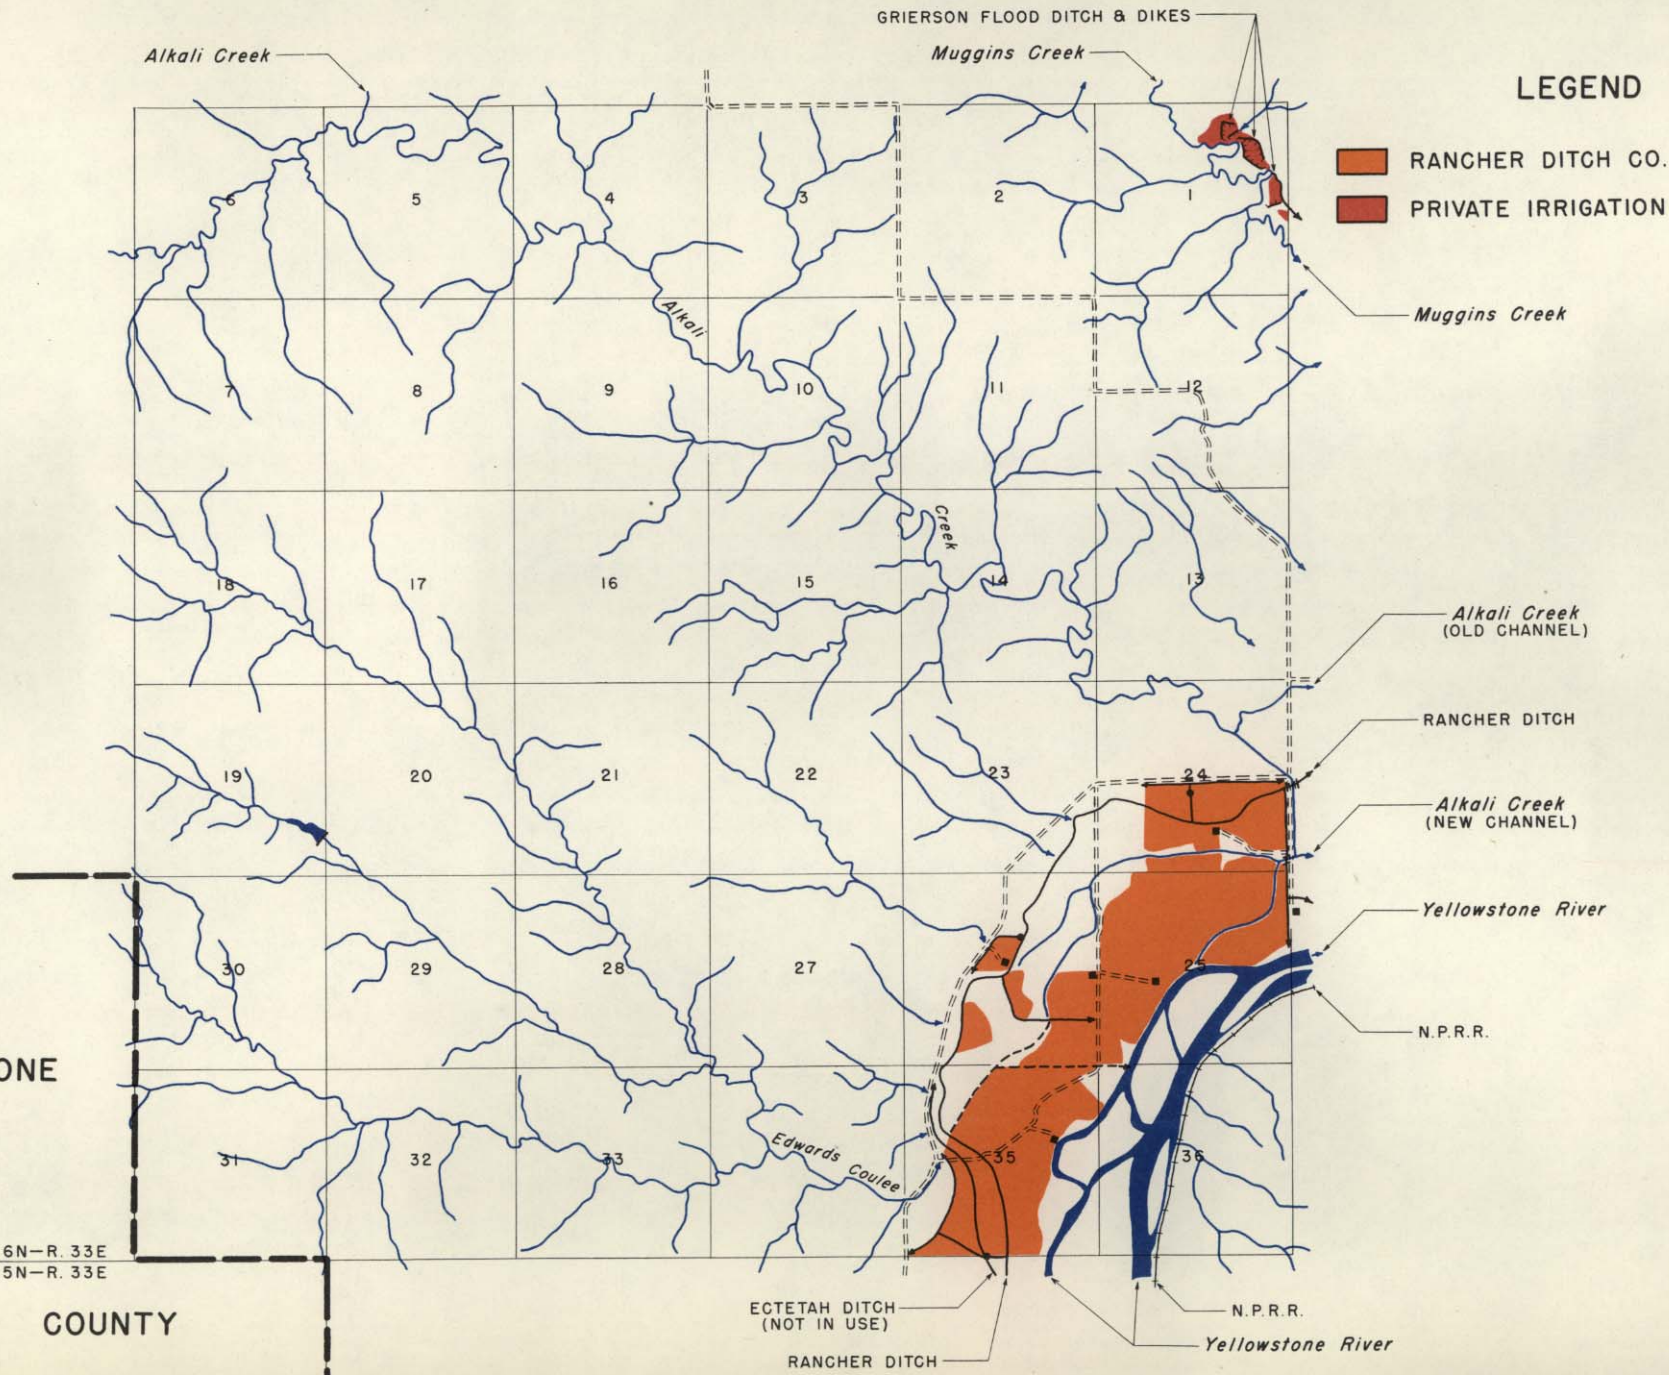 GRIERSON FLOOD DITCH & DIKES
Alkali Creek
Muggins Creek
LEGEND
RANCHER DITCH CO.
PRIVATE IRRIGATION
6 5 4 3 2 1
Muggins Creek
Alkali
7 8 9 10 11 12
Creek
18 17 16 15 14 13
Alkali Creek
(OLD CHANNEL)
RANCHER DITCH
19 20 21 22 23 24
Alkali Creek
(NEW CHANNEL)
Yellowstone River
30 29 28 27 25
N.P.R.R.
ONE
Edwards Coulee
31 32 33 35 36
6N–R. 33E
5N–R. 33E
COUNTY
ECTETAH DITCH
(NOT IN USE)
N.P.R.R.
Yellowstone River
RANCHER DITCH